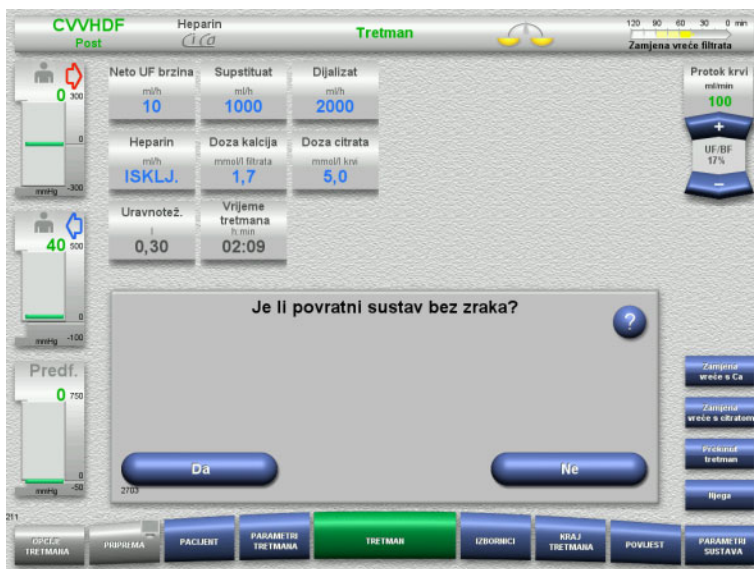 CVVHDF
Post
Heparin
Ci Ca
Tretman
120 90 60 30 0 min
Zamjena vreće filtrata
0
300
0
mmHg -300
Neto UF brzina
ml/h
10
Supstituat
ml/h
1000
Dijalizat
ml/h
2000
Protok krvi
ml/min
100
+
UF/BF
17%
−
Heparin
ml/h
ISKLJ.
Doza kalcija
mmol/l filtrata
1,7
Doza citrata
mmol/l krvi
5,0
40
500
0
mmHg -100
Uravnotež.
l
0,30
Vrijeme
tretmana
h:min
02:09
Je li povratni sustav bez zraka?
?
Da
Ne
2703
Predf.
0
750
0
mmHg -50
Zamjena
vreće s Ca
Zamjena
vreće s citratom
Prekinut
tretman
Njega
211
OPCIJE
TRETMANA
PRIPREMA
PACIJENT
PARAMETRI
TRETMANA
TRETMAN
IZBORNICI
KRAJ
TRETMANA
POVIJEST
PARAMETRI
SUSTAVA